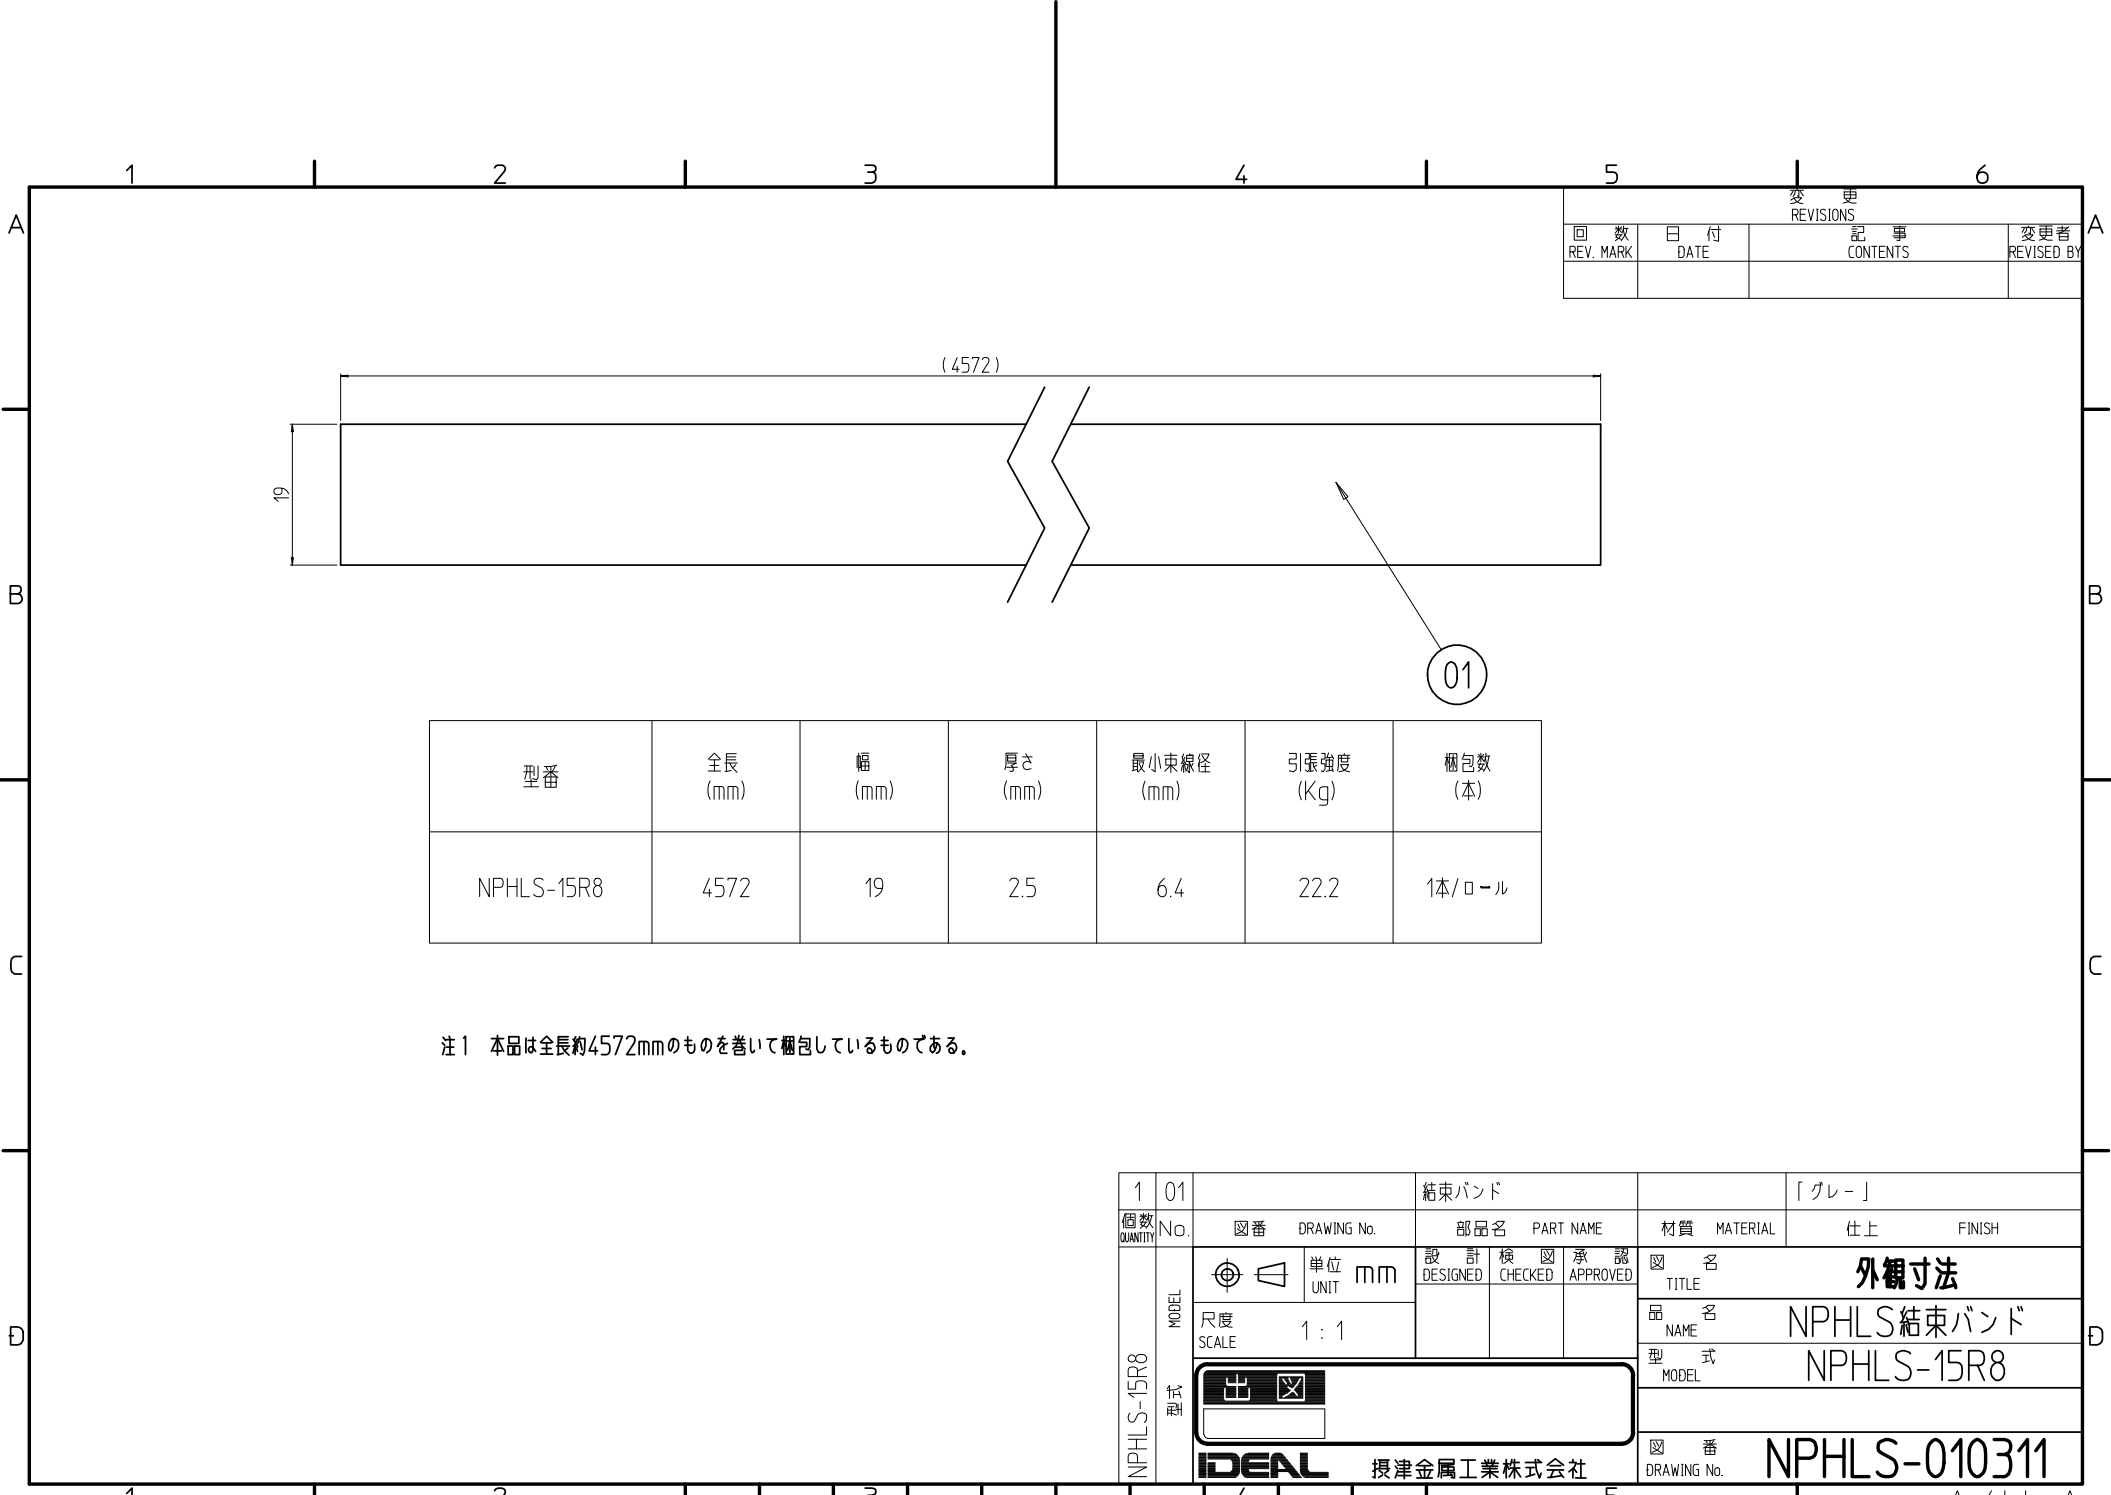 1 2 3 4 5 6
A A
変 更
REVISIONS
回 数 日 付 記 事 変更者
REV. MARK DATE CONTENTS REVISED BY
(4572)
19
B B
01
型番 全長 幅 厚さ 最小束線径 引張強度 梱包数
(mm) (mm) (mm) (mm) (Kg) (本)
NPHLS-15R8 4572 19 2.5 6.4 22.2 1本/ロール
C C
注1 本品は全長約4572mmのものを巻いて梱包しているものである。
1 01 結束バンド 「グレー」
個数 No. 図番 DRAWING No. 部品名 PART NAME 材質 MATERIAL 仕上 FINISH
QUANTITY
単位 mm
UNIT
設 計 検 図 承 認
DESIGNED CHECKED APPROVED
図 名 外観寸法
TITLE
尺度 1 : 1
SCALE
品 名 NPHLS結束バンド
NAME
D D
型 式 NPHLS-15R8
MODEL
NPHLS-15R8
型式 MODEL
出 図
IDEAL 摂津金属工業株式会社
図 番 NPHLS-010311
DRAWING No.